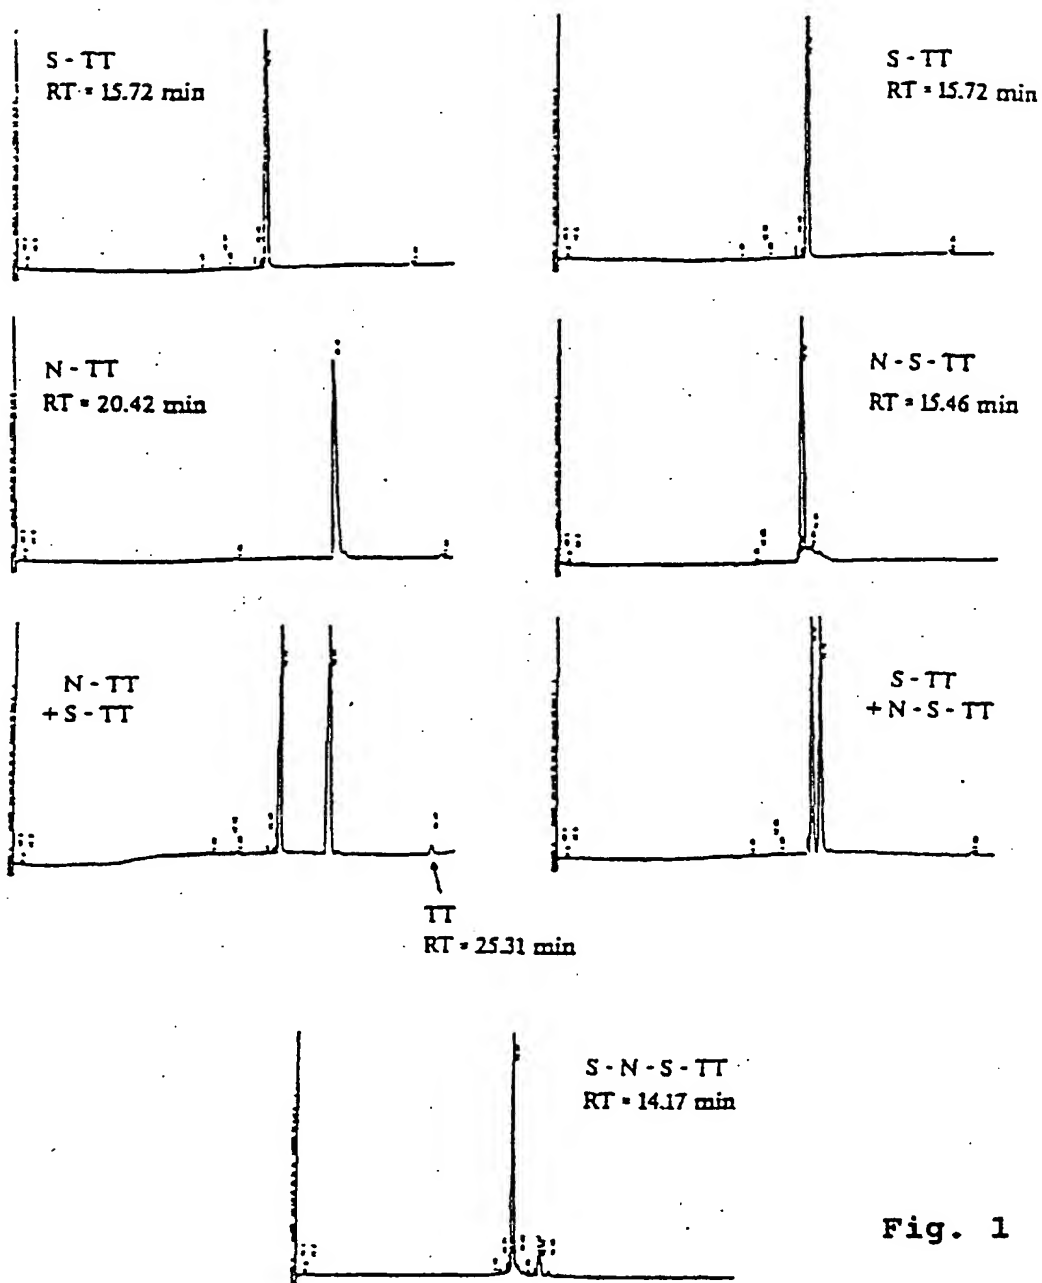 S - TT
RT = 15.72 min
S - TT
RT = 15.72 min
N - TT
RT = 20.42 min
N - S - TT
RT = 15.46 min
N - TT
+ S - TT
S - TT
+ N - S - TT
TT
RT = 25.31 min
S - N - S - TT
RT = 14.17 min
Fig. 1